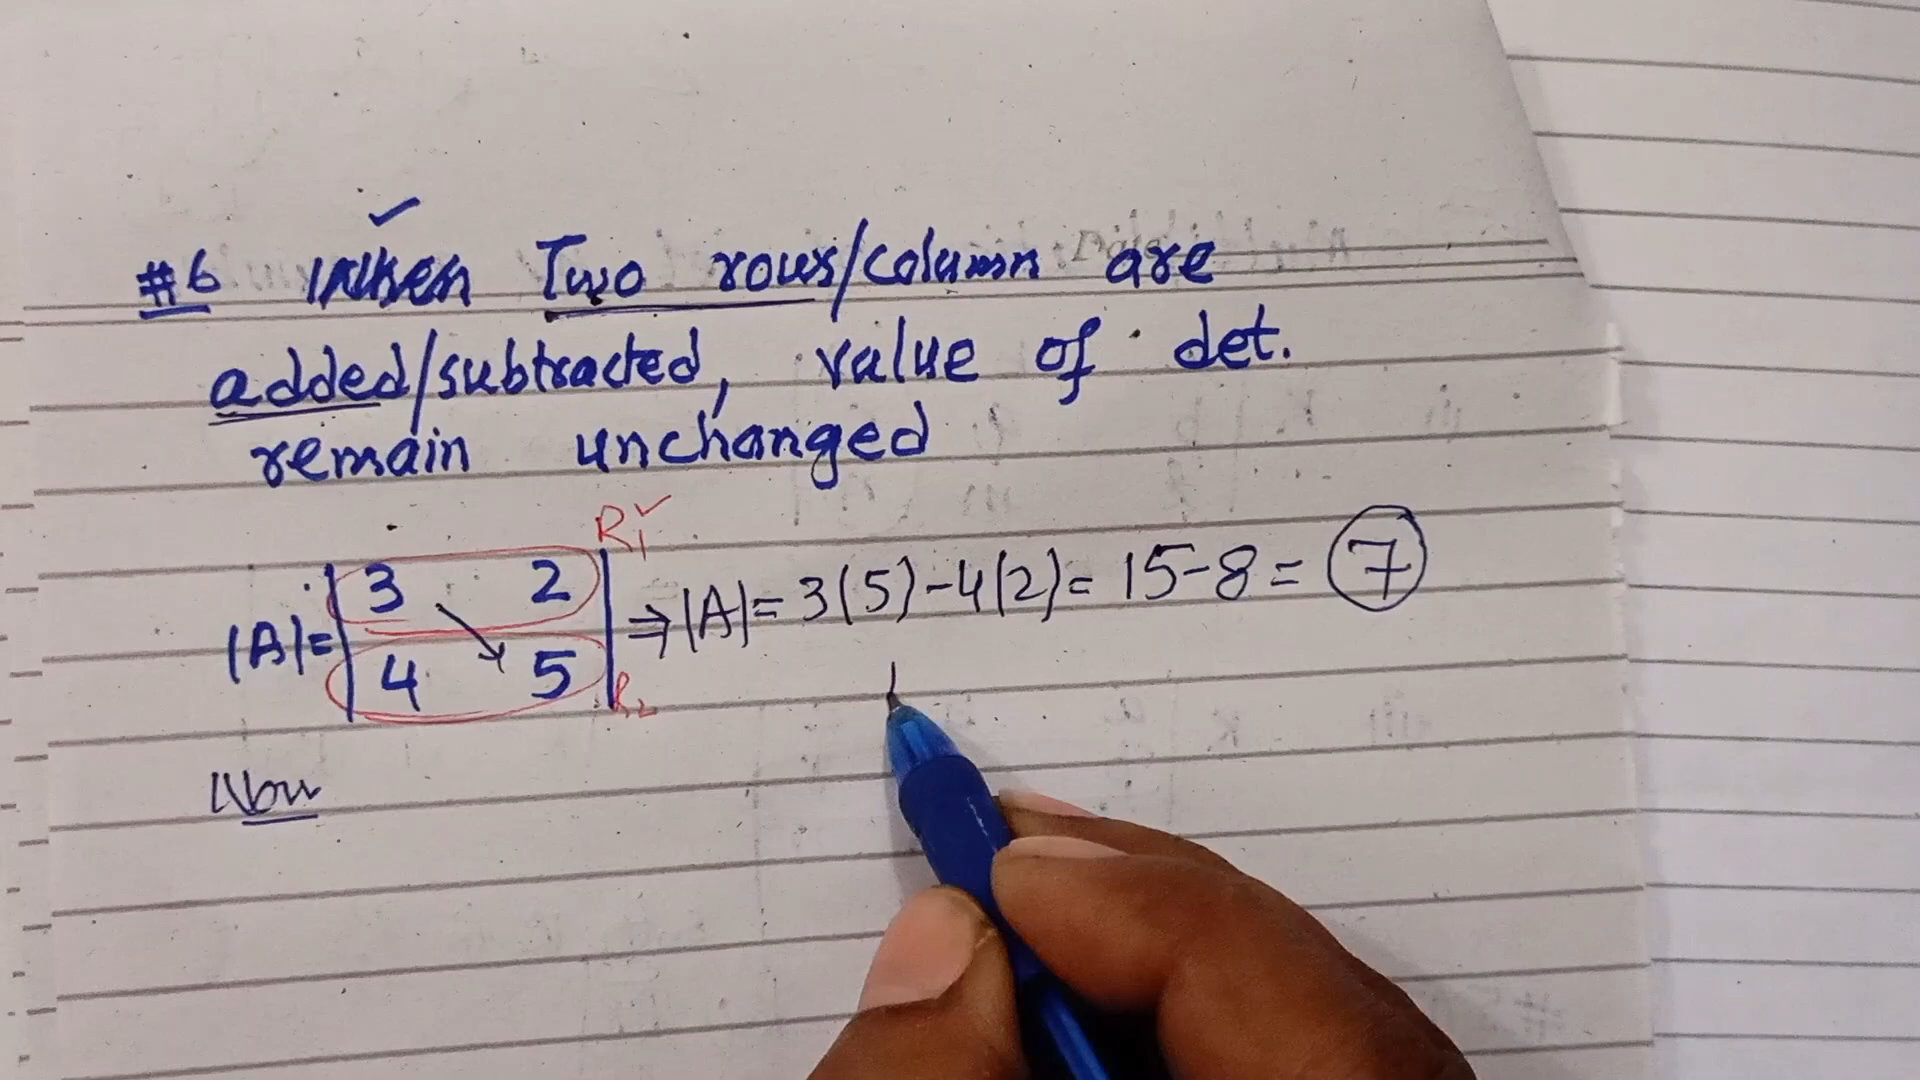 #6 When Two rows/column are
added/subtracted, value of det.
remain unchanged
R₁
|A|= |3 2| ⇒ |A|= 3(5)-4(2)= 15-8= 7
|4 5|
R₂
Now